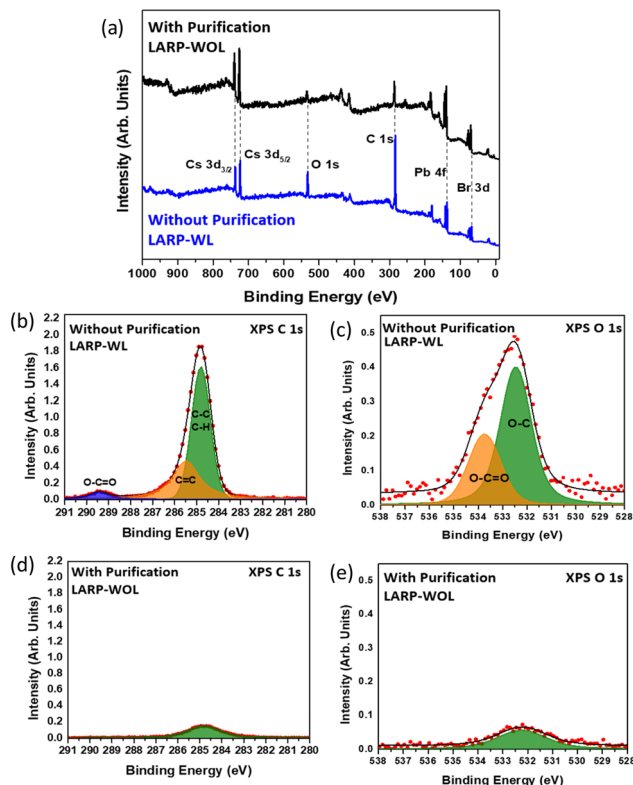 (a)
With Purification
LARP-WOL
Intensity (Arb. Units)
Cs 3d3/2
Cs 3d5/2
O 1s
C 1s
Pb 4f
Br 3d
Without Purification
LARP-WL
1000 900 800 700 600 500 400 300 200 100 0
Binding Energy (eV)
(b)
Without Purification
LARP-WL
XPS C 1s
Intensity (Arb. Units)
2.2
2.0
1.8
1.6
1.4
1.2
1.0
0.8
0.6
0.4
0.2
0.0
C-C
C-H
O-C=O
C=C
291 290 289 288 287 286 285 284 283 282 281 280
Binding Energy (eV)
(c)
Without Purification
LARP-WL
XPS O 1s
Intensity (Arb. Units)
0.5
0.4
0.3
0.2
0.1
0.0
O-C
O-C=O
538 537 536 535 534 533 532 531 530 529 528
Binding Energy (eV)
(d)
With Purification
LARP-WOL
XPS C 1s
Intensity (Arb. Units)
2.2
2.0
1.8
1.6
1.4
1.2
1.0
0.8
0.6
0.4
0.2
0.0
291 290 289 288 287 286 285 284 283 282 281 280
Binding Energy (eV)
(e)
With Purification
LARP-WOL
XPS O 1s
Intensity (Arb. Units)
0.5
0.4
0.3
0.2
0.1
0.0
538 537 536 535 534 533 532 531 530 529 528
Binding Energy (eV)